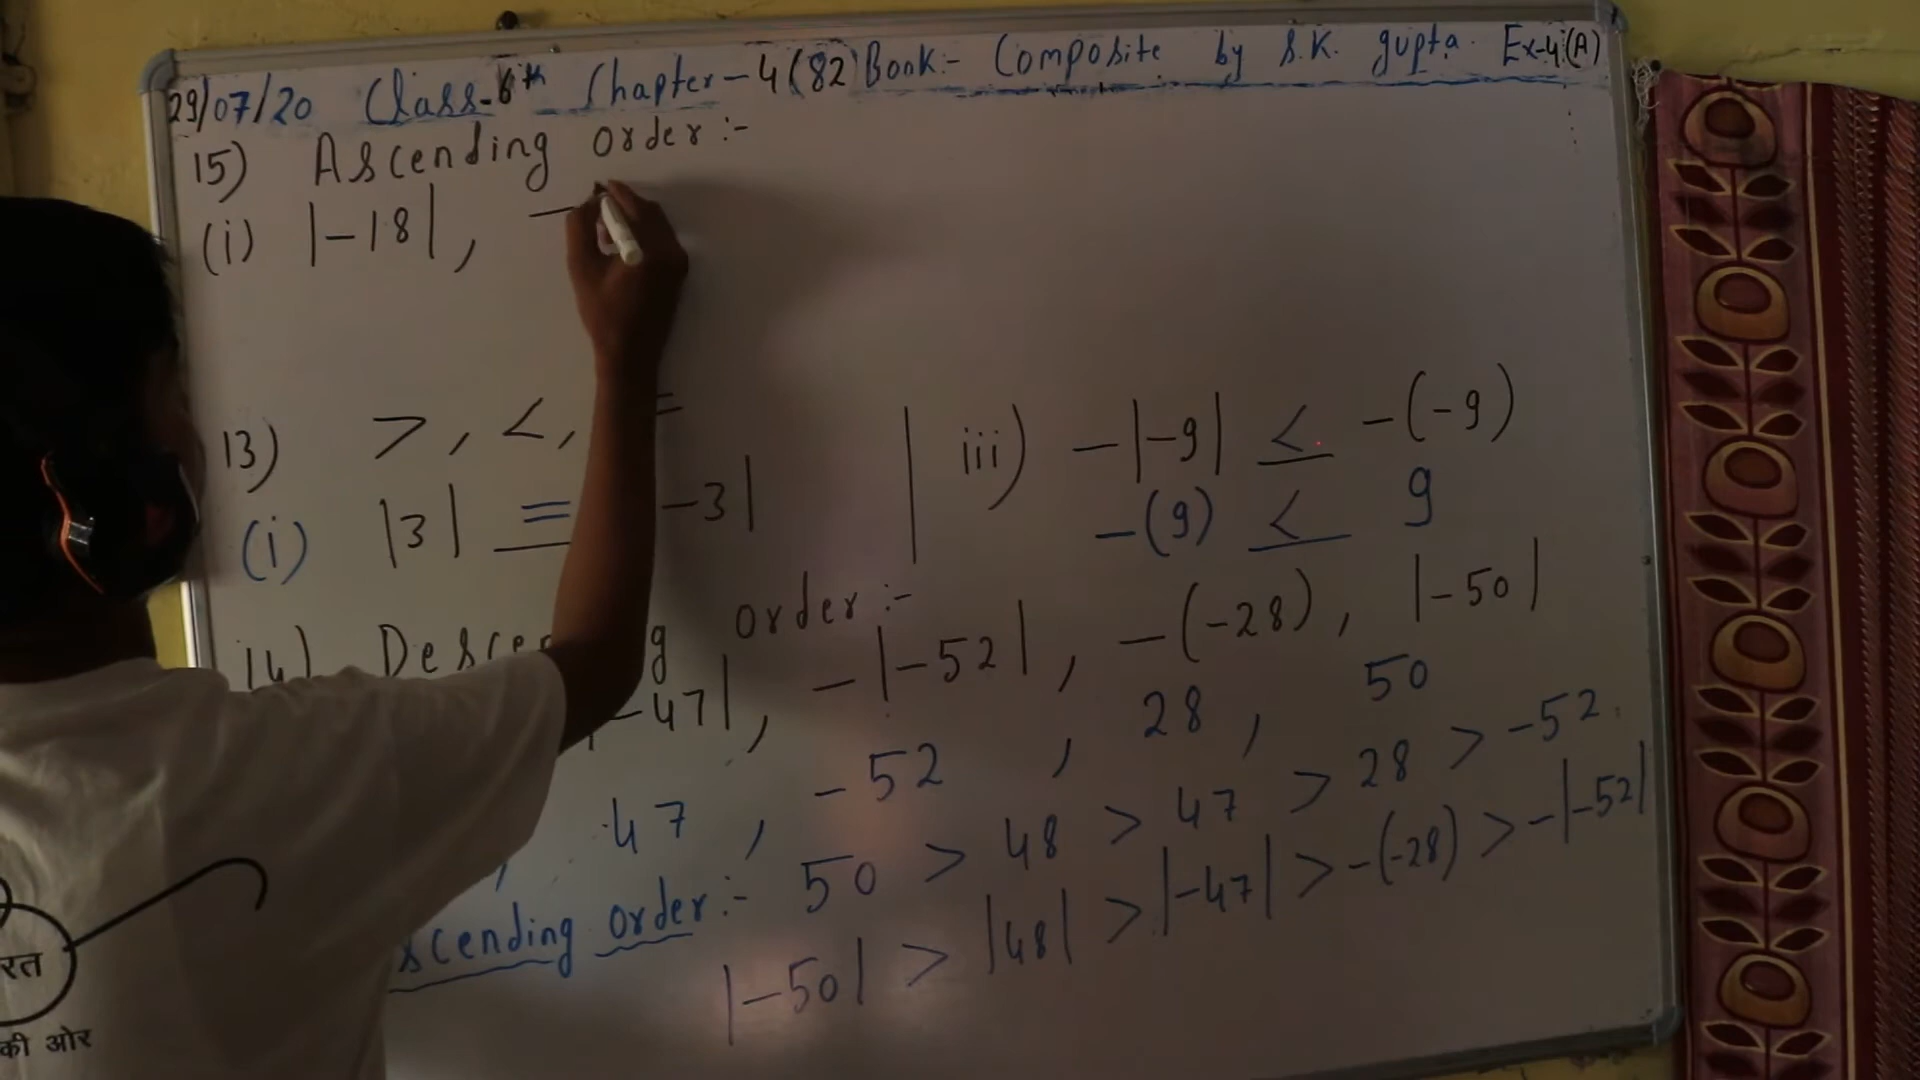 29/07/20 Class-6th Chapter-4(82) Book:- Composite by S.K. gupta. Ex-4(A)
15) Ascending order:-
(i) |-18|, -
13) >, <, =
(i) |3| = -3|
iii) -|-9| < -(-9)
-(9) < 9
14) order:-
-47|, -|-52|, -(-28), |-50|
47, -52, 28, 50
order:- 50 > 48 > 47 > 28 > -52
|-50| > |48| > |-47| > -(-28) > -|-52|
की ओर